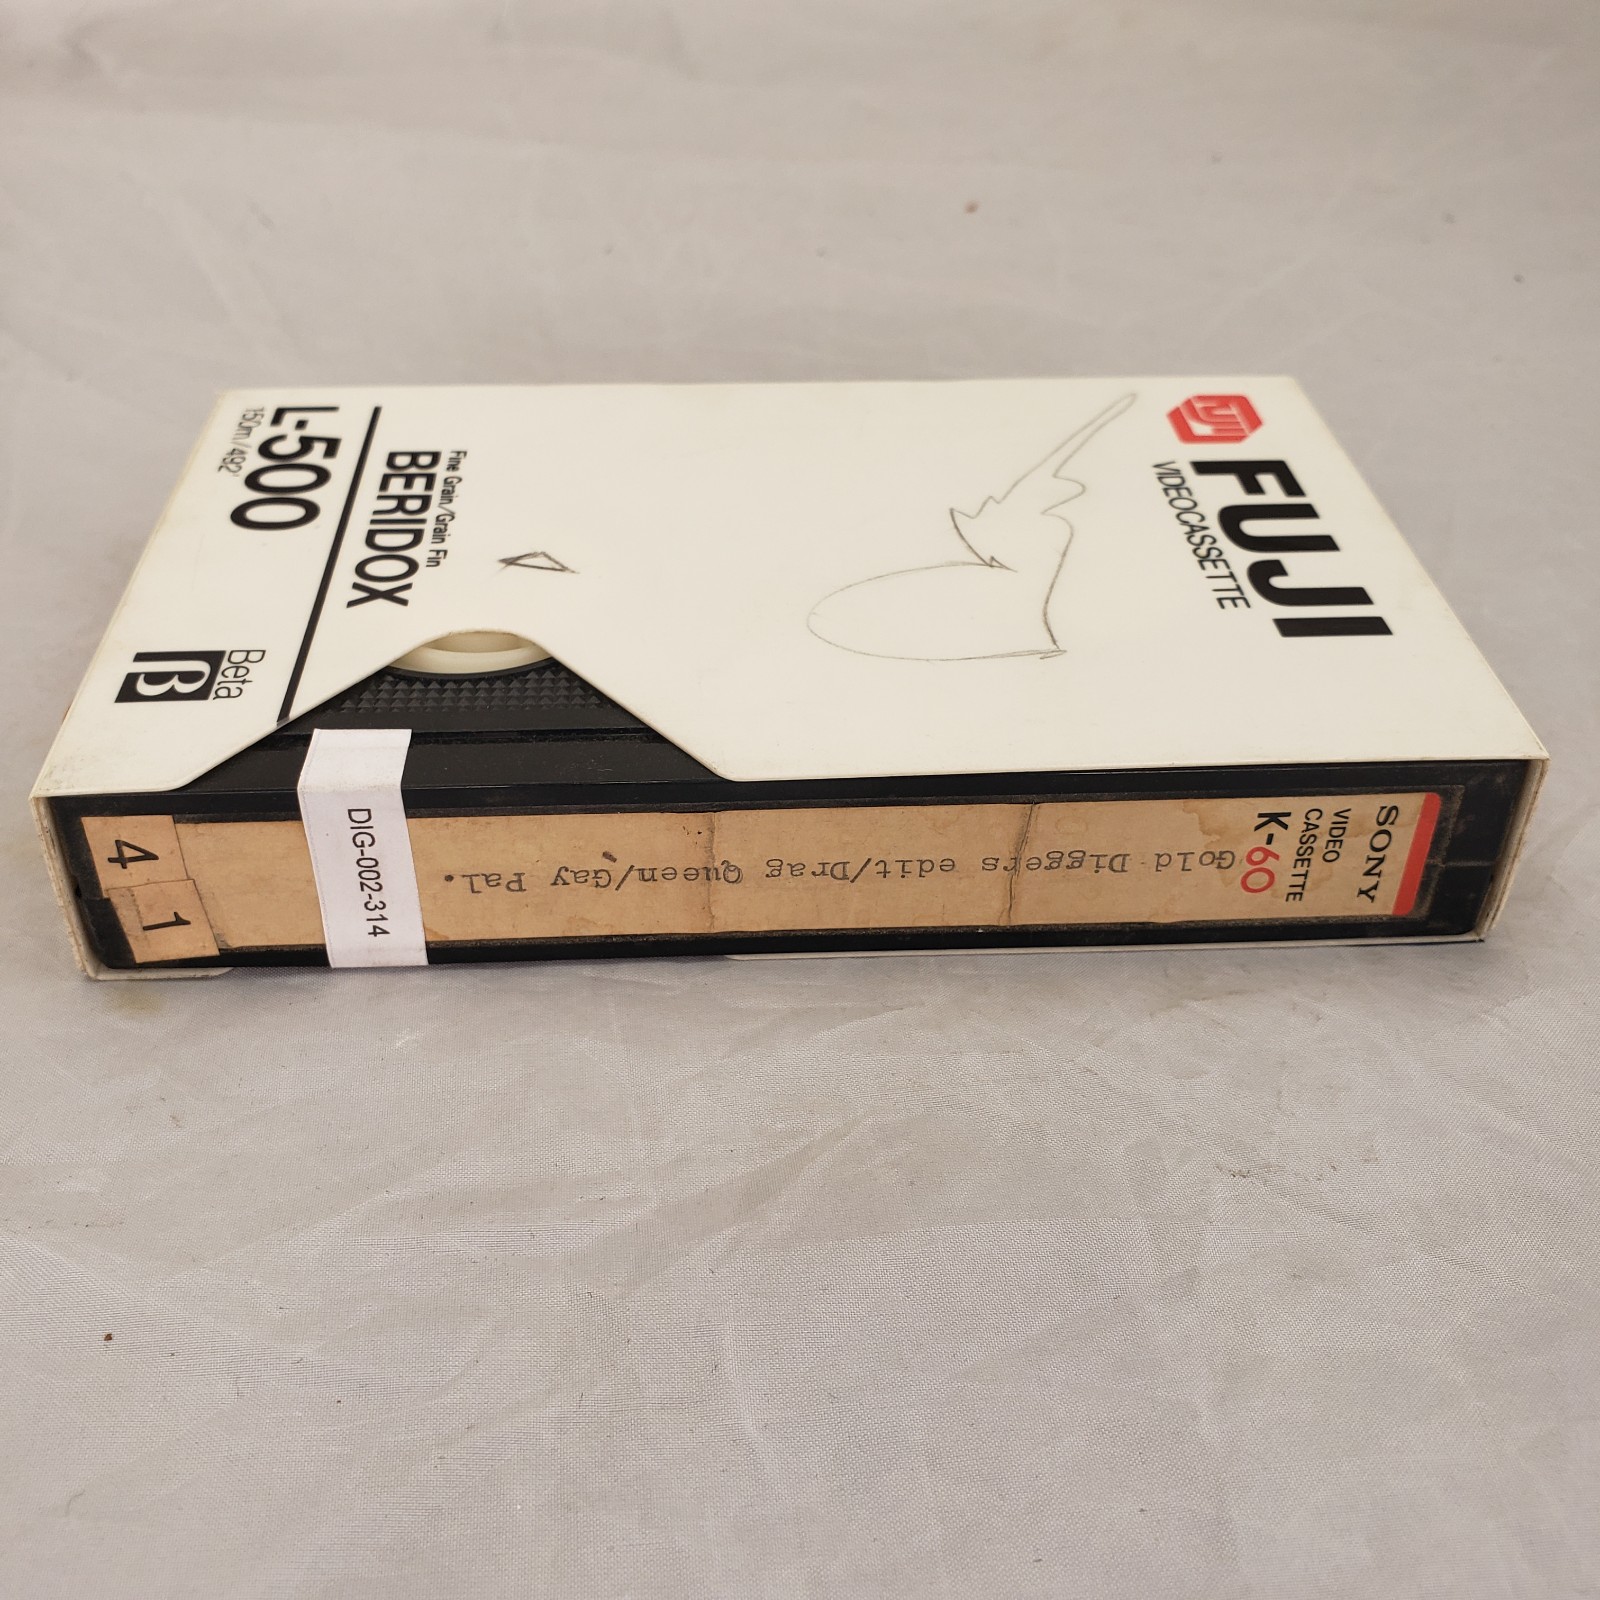 FUJI
FUJI
VIDEOCASSETTE
Fine Grain/Grain Fin
BERIDOX
L-500
150m/492'
Beta
β
SONY
VIDEO
CASSETTE
K-60
Gold Diggers edit/Drag Queen/Gay Pal.
DIG-002-314
4
1